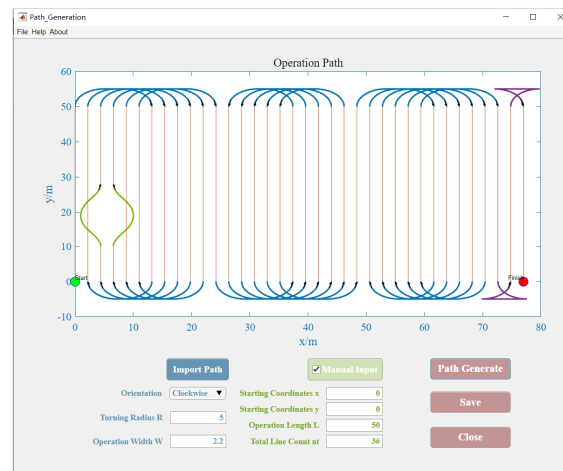 Path_Generation
File Help About
Operation Path
60
50
40
30
20
10
0
-10
y/m
Start
Finish
0 10 20 30 40 50 60 70 80
x/m
Import Path
Manual Input
Path Generate
Orientation Clockwise Starting Coordinates x 0
Starting Coordinates y 0
Save
Turning Radius R 5
Operation Length L 50
Operation Width W 2.2 Total Line Count nt 36
Close